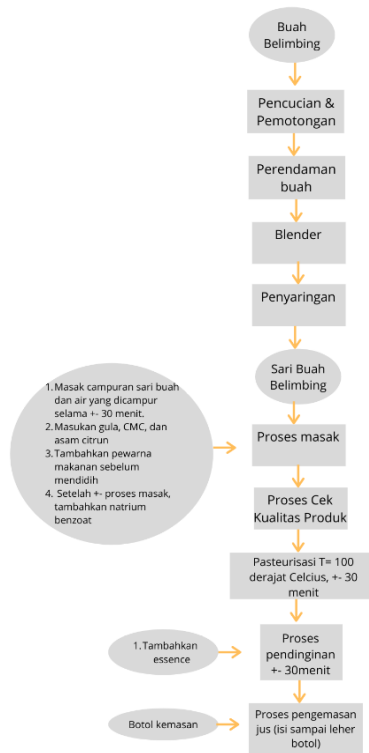 Buah
Belimbing
Pencucian &
Pemotongan
Perendaman
buah
Blender
Penyaringan
Sari Buah
Belimbing
1. Masak campuran sari buah
dan air yang dicampur
selama +- 30 menit.
2. Masukan gula, CMC, dan
asam citrun
3. Tambahkan pewarna
makanan sebelum
mendidih
4. Setelah +- proses masak,
tambahkan natrium
benzoat
Proses masak
Proses Cek
Kualitas Produk
Pasteurisasi T= 100
derajat Celcius, +- 30
menit
1. Tambahkan
essence
Proses
pendinginan
+- 30menit
Botol kemasan
Proses pengemasan
jus (isi sampai leher
botol)